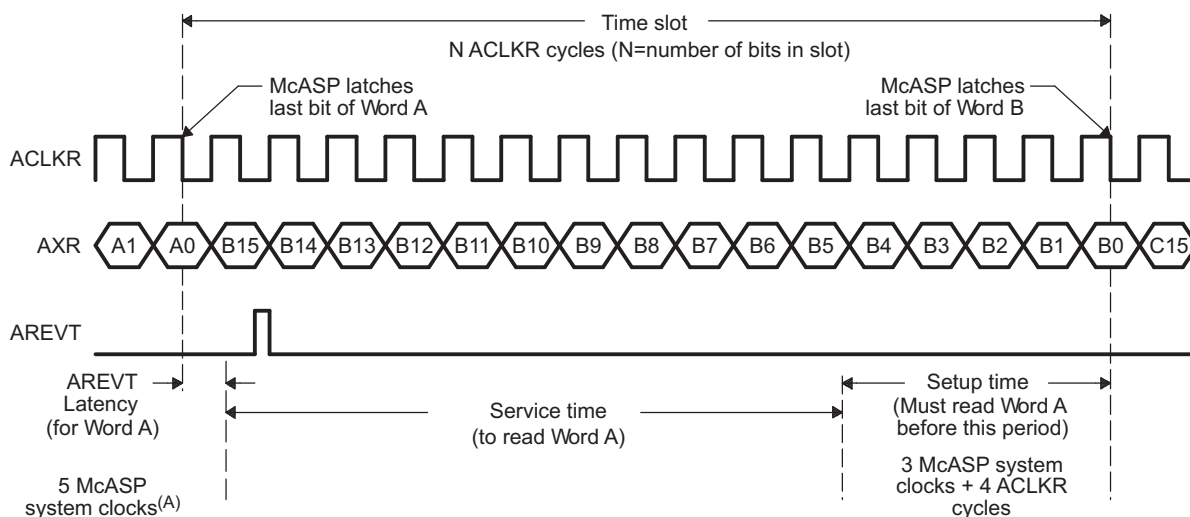 Time slot
N ACLKR cycles (N=number of bits in slot)
McASP latches
last bit of Word A
McASP latches
last bit of Word B
ACLKR
AXR A1 A0 B15 B14 B13 B12 B11 B10 B9 B8 B7 B6 B5 B4 B3 B2 B1 B0 C15
AREVT
AREVT
Latency
(for Word A)
Service time
(to read Word A)
Setup time
(Must read Word A
before this period)
5 McASP
system clocks(A)
3 McASP system
clocks + 4 ACLKR
cycles